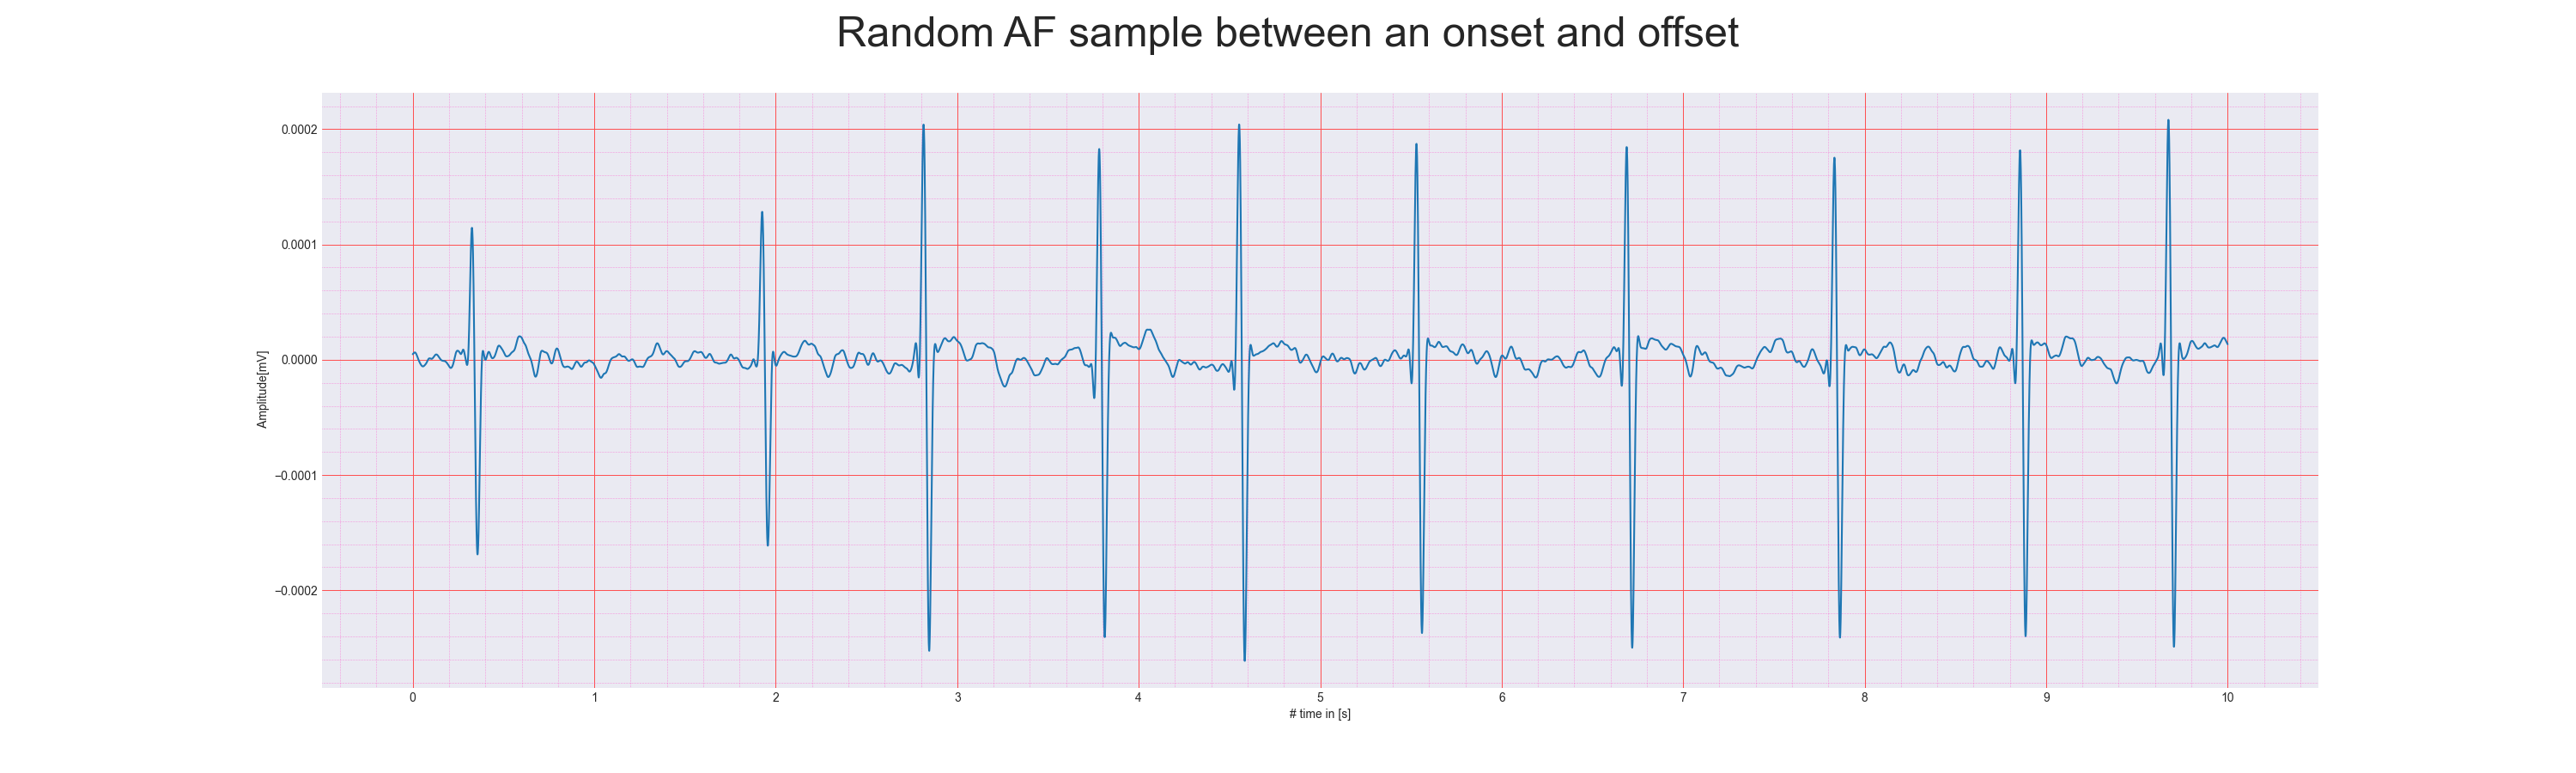 Random AF sample between an onset and offset
0.0002
0.0001
0.0000
−0.0001
−0.0002
Amplitude[mV]
0 1 2 3 4 5 6 7 8 9 10
# time in [s]